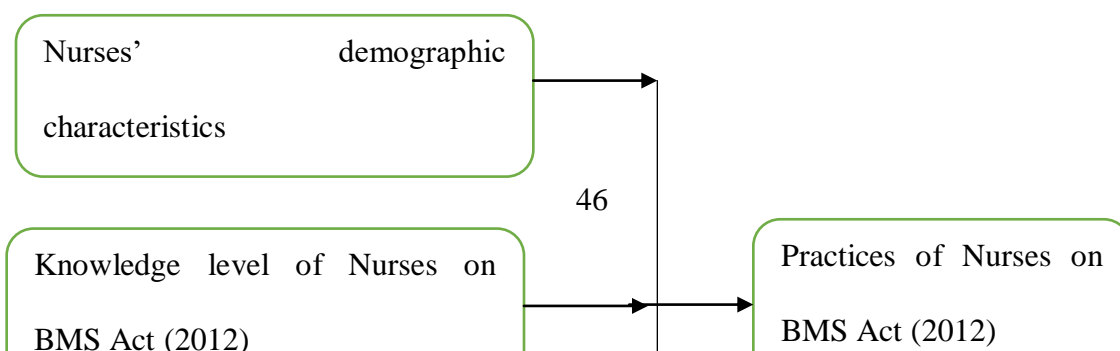 Nurses’ demographic
characteristics
46
Knowledge level of Nurses on
BMS Act (2012)
Practices of Nurses on
BMS Act (2012)